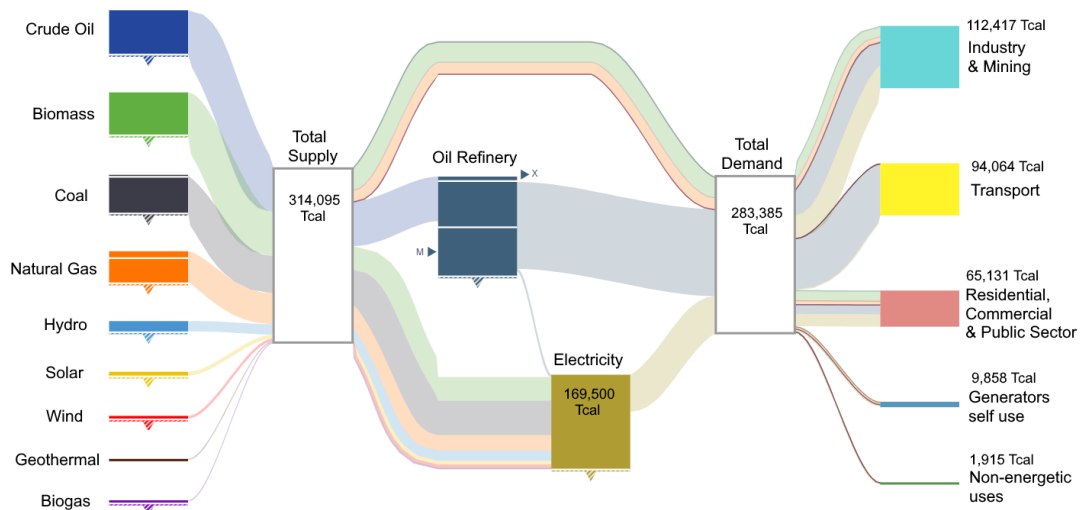 Crude Oil
Biomass
Coal
Natural Gas
Hydro
Solar
Wind
Geothermal
Biogas
Total
Supply
314,095
Tcal
Oil Refinery
X
M
Electricity
169,500
Tcal
Total
Demand
283,385
Tcal
112,417 Tcal
Industry
& Mining
94,064 Tcal
Transport
65,131 Tcal
Residential,
Commercial
& Public Sector
9,858 Tcal
Generators
self use
1,915 Tcal
Non-energetic
uses